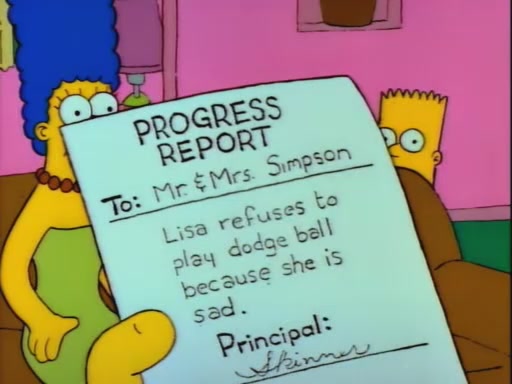 PROGRESS
REPORT
To: Mr. & Mrs. Simpson
Lisa refuses to
play dodge ball
because she is
sad.
Principal:
Skinner